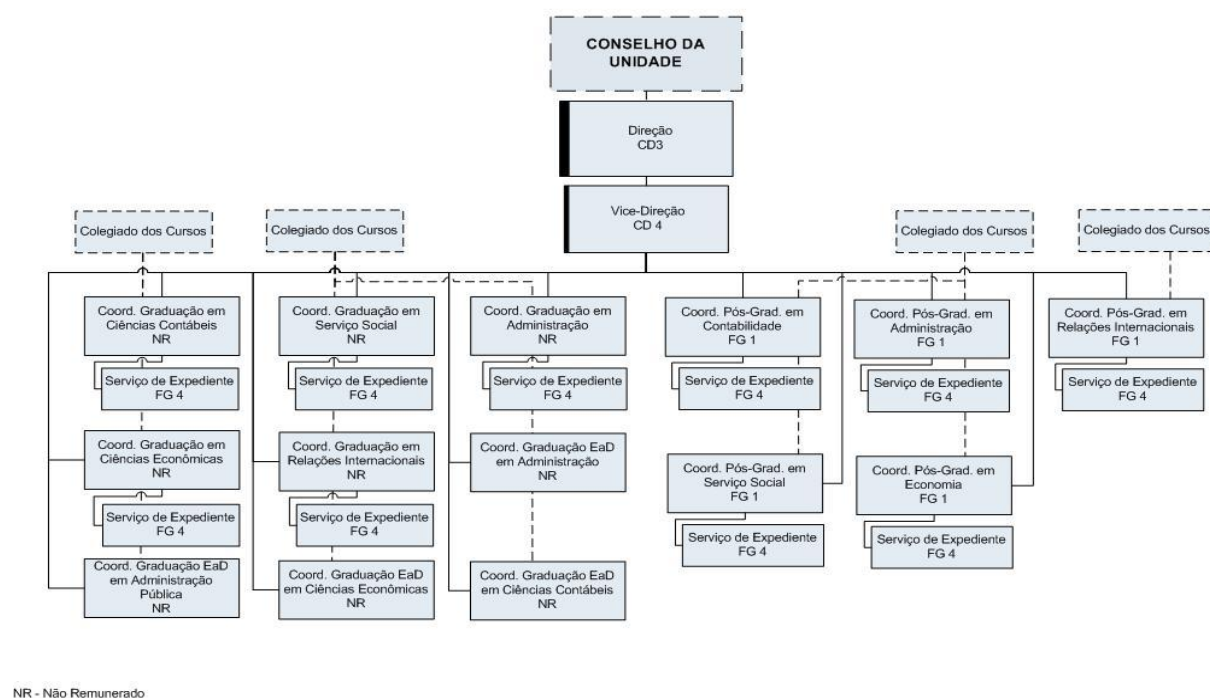 CONSELHO DA
UNIDADE
Direção
CD3
Vice-Direção
CD 4
Colegiado dos Cursos
Colegiado dos Cursos
Colegiado dos Cursos
Colegiado dos Cursos
Coord. Graduação em
Ciências Contábeis
NR
Coord. Graduação em
Serviço Social
NR
Coord. Graduação em
Administração
NR
Coord. Pós-Grad. em
Contabilidade
FG 1
Coord. Pós-Grad. em
Administração
FG 1
Coord. Pós-Grad. em
Relações Internacionais
FG 1
Serviço de Expediente
FG 4
Serviço de Expediente
FG 4
Serviço de Expediente
FG 4
Serviço de Expediente
FG 4
Serviço de Expediente
FG 4
Serviço de Expediente
FG 4
Coord. Graduação em
Ciências Econômicas
NR
Coord. Graduação em
Relações Internacionais
NR
Coord. Graduação EaD
em Administração
NR
Coord. Pós-Grad. em
Serviço Social
FG 1
Coord. Pós-Grad. em
Economia
FG 1
Serviço de Expediente
FG 4
Serviço de Expediente
FG 4
Serviço de Expediente
FG 4
Serviço de Expediente
FG 4
Coord. Graduação EaD
em Administração
Pública
NR
Coord. Graduação EaD
em Ciências Econômicas
NR
Coord. Graduação EaD
em Ciências Contábeis
NR
NR - Não Remunerado